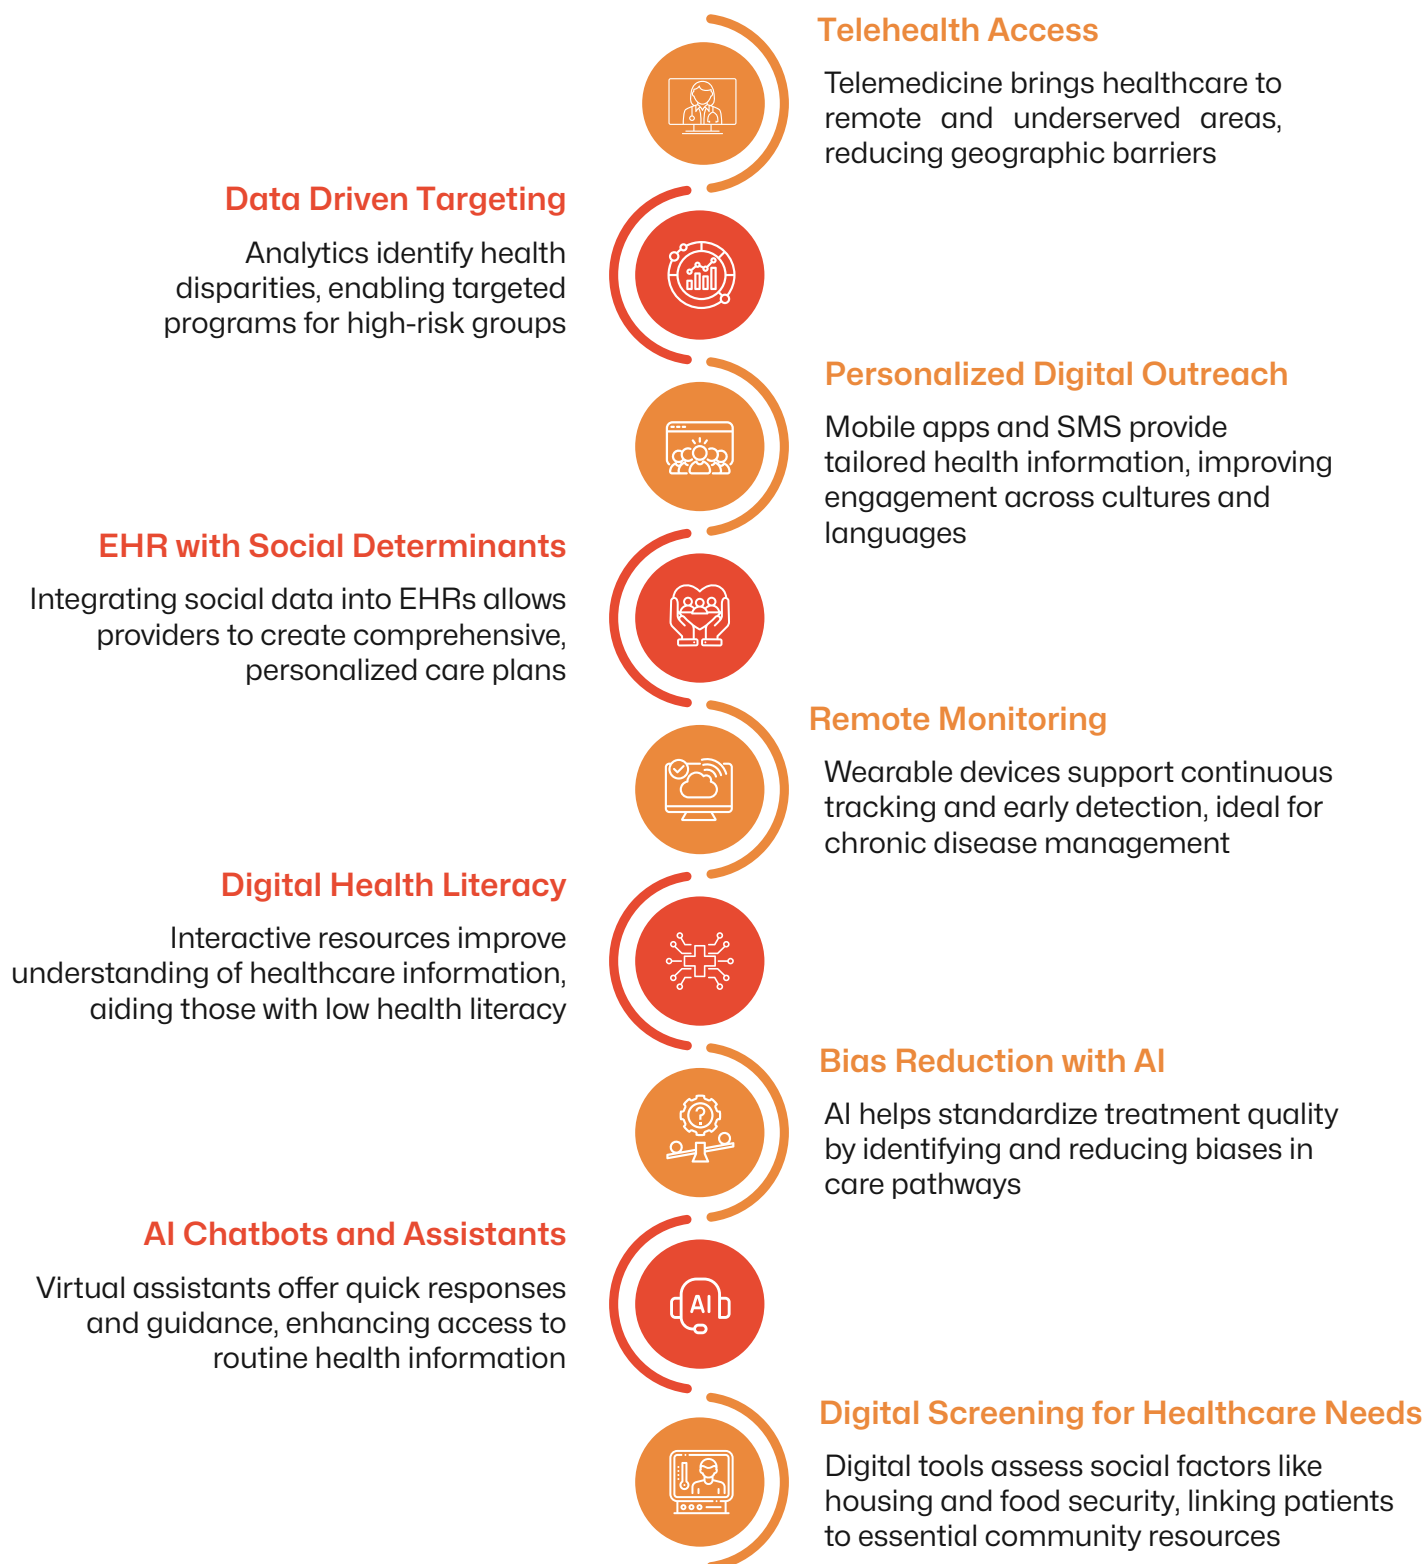 Telehealth Access
Telemedicine brings healthcare to
remote and underserved areas,
reducing geographic barriers
Data Driven Targeting
Analytics identify health
disparities, enabling targeted
programs for high-risk groups
Personalized Digital Outreach
Mobile apps and SMS provide
tailored health information, improving
engagement across cultures and
languages
EHR with Social Determinants
Integrating social data into EHRs allows
providers to create comprehensive,
personalized care plans
Remote Monitoring
Wearable devices support continuous
tracking and early detection, ideal for
chronic disease management
Digital Health Literacy
Interactive resources improve
understanding of healthcare information,
aiding those with low health literacy
Bias Reduction with AI
AI helps standardize treatment quality
by identifying and reducing biases in
care pathways
AI Chatbots and Assistants
Virtual assistants offer quick responses
and guidance, enhancing access to
routine health information
AI
Digital Screening for Healthcare Needs
Digital tools assess social factors like
housing and food security, linking patients
to essential community resources